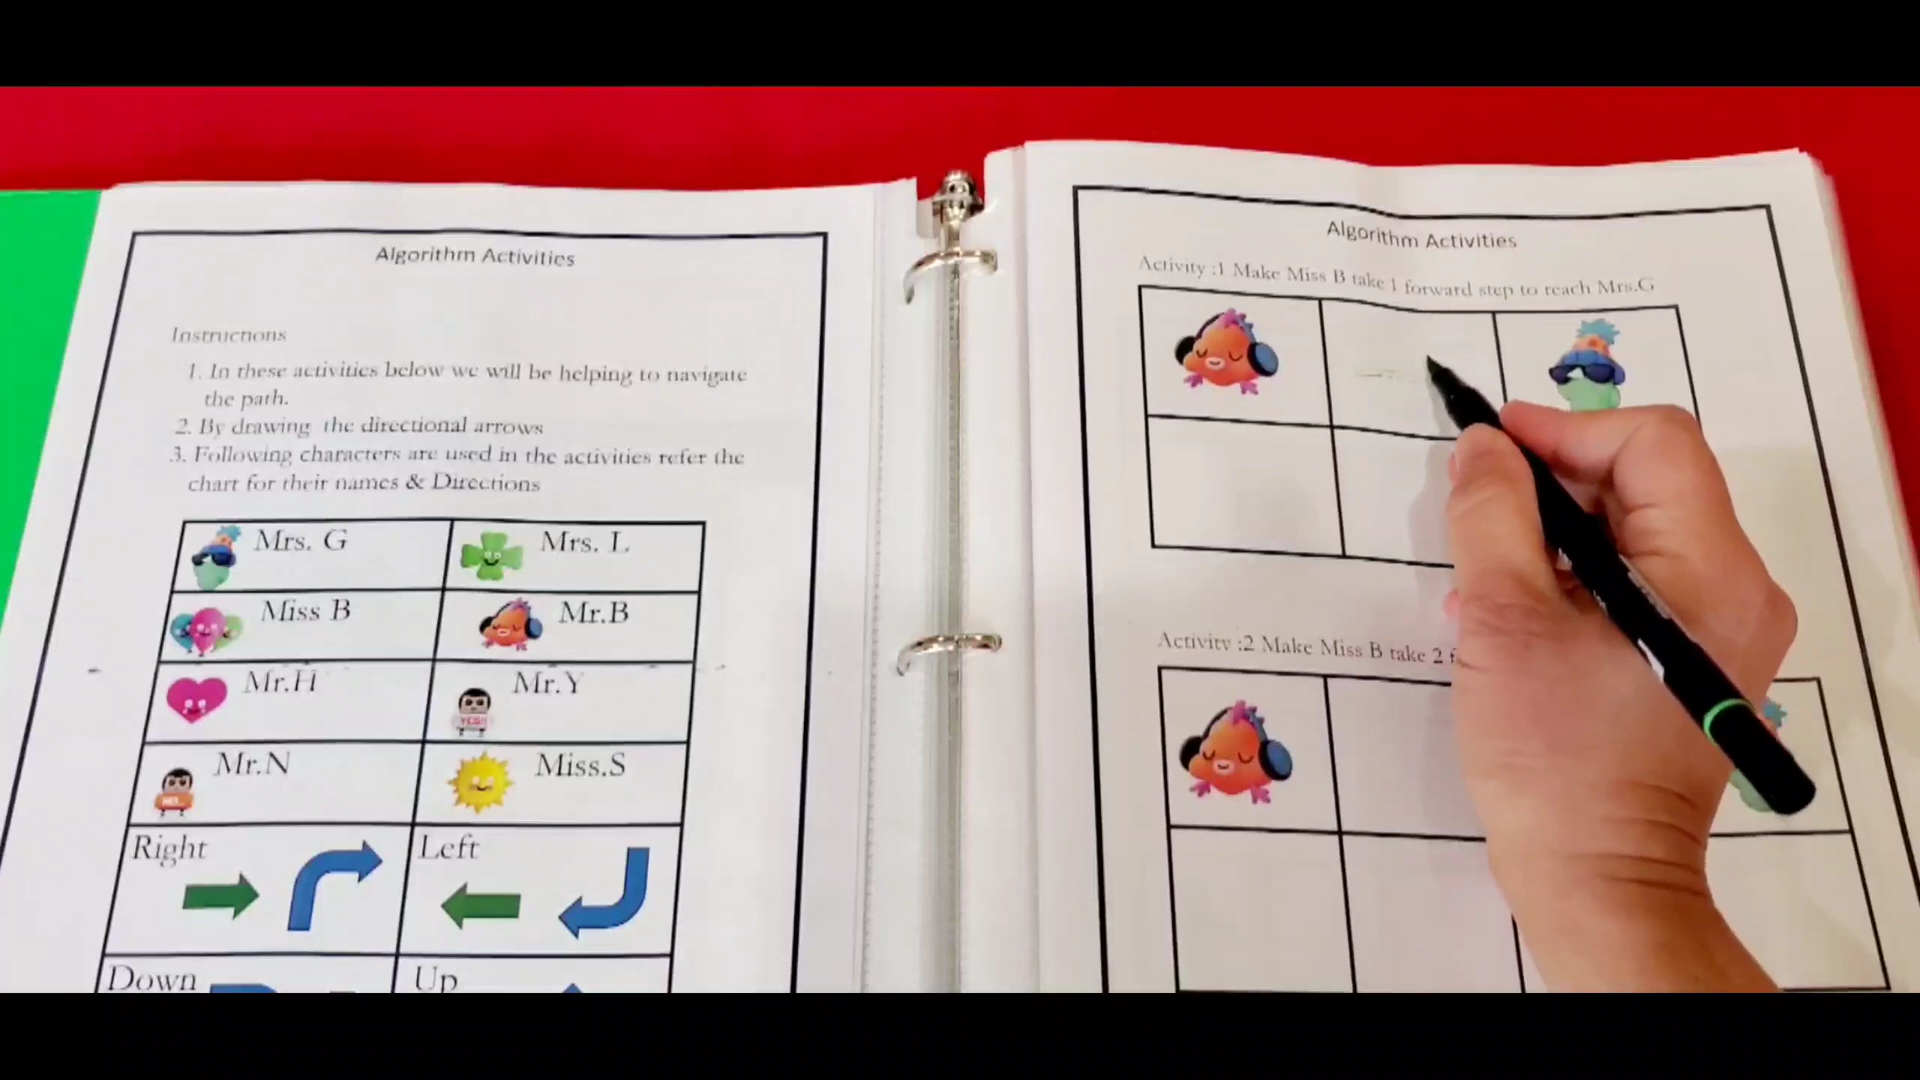 Algorithm Activities
Instructions
1. In these activities below we will be helping to navigate
the path.
2. By drawing the directional arrows
3. Following characters are used in the activities refer the
chart for their names & Directions
Mrs. G
Mrs. L
Miss B
Mr.B
Mr.H
Mr.Y
YES!!
Mr.N
Miss.S
Right
Left
Down
Up
Algorithm Activities
Activity :1 Make Miss B take 1 forward step to reach Mrs.G
Activity :2 Make Miss B take 2